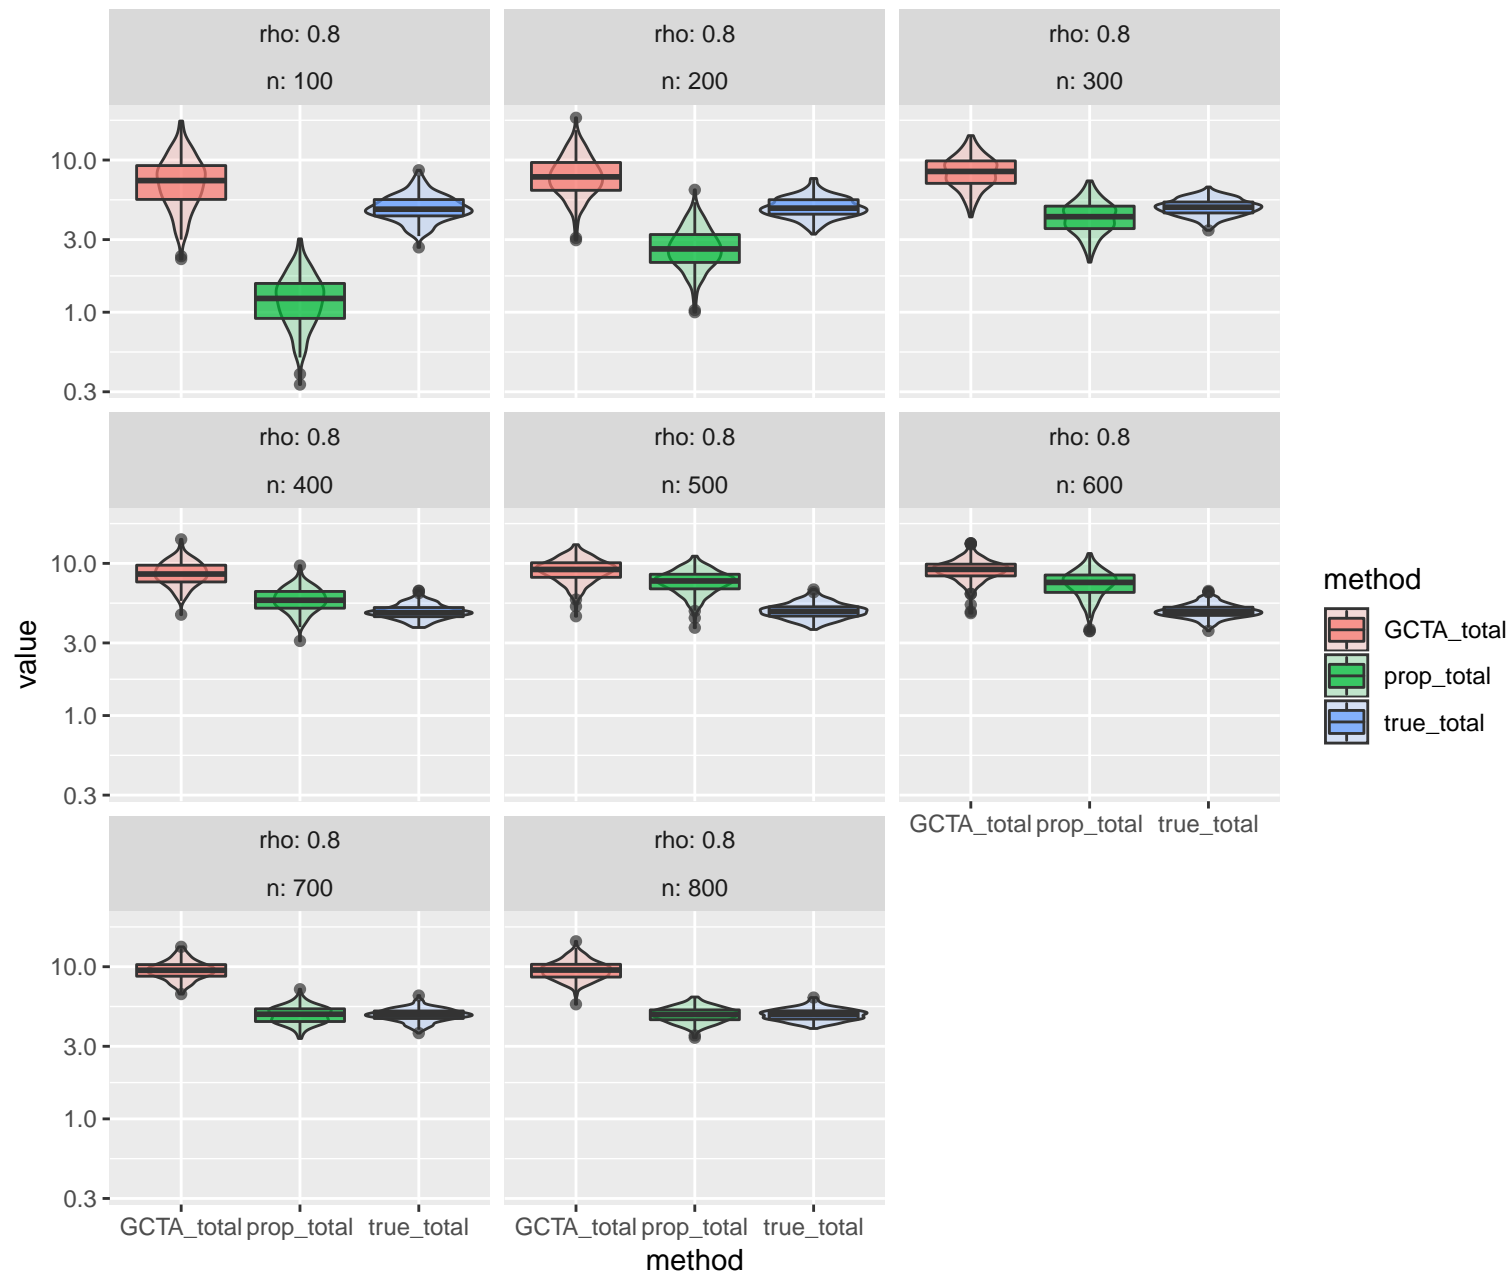 rho: 0.8
n: 100
rho: 0.8
n: 200
rho: 0.8
n: 300
10.0
3.0
1.0
0.3
rho: 0.8
n: 400
rho: 0.8
n: 500
rho: 0.8
n: 600
10.0
3.0
1.0
0.3
GCTA_total prop_total true_total
rho: 0.8
n: 700
rho: 0.8
n: 800
10.0
3.0
1.0
0.3
GCTA_total prop_total true_total
GCTA_total prop_total true_total
method
value
method
GCTA_total
prop_total
true_total